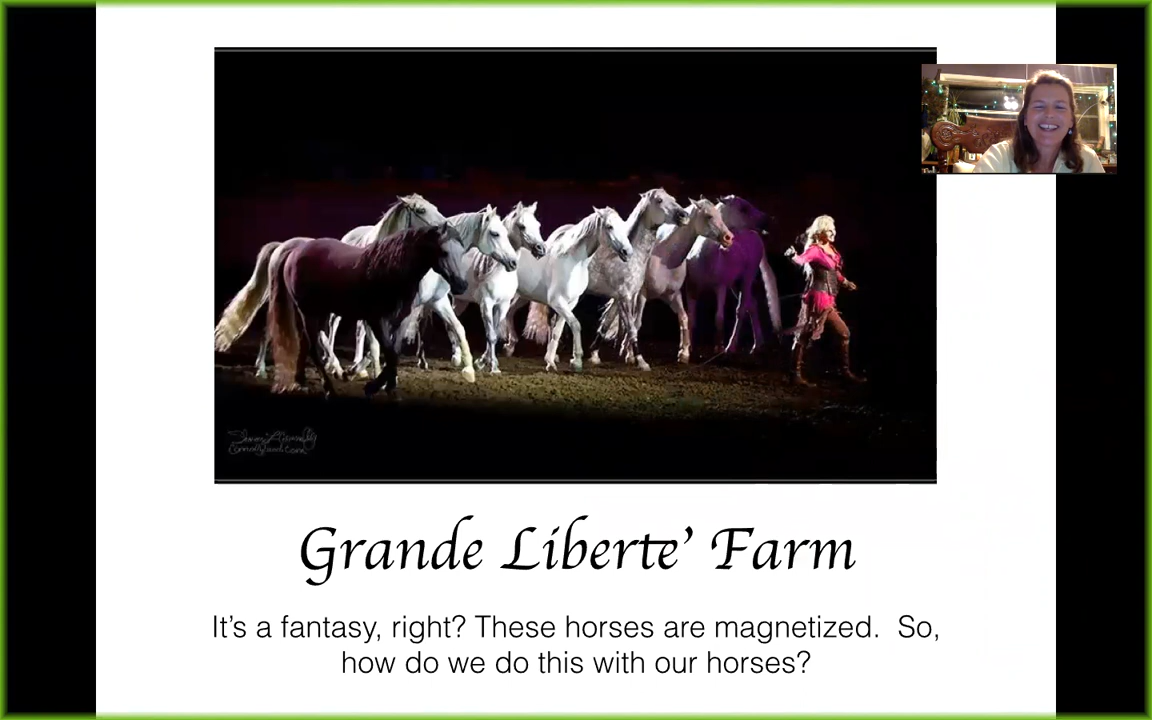 Grande Liberte’ Farm
It’s a fantasy, right? These horses are magnetized.  So,
how do we do this with our horses?